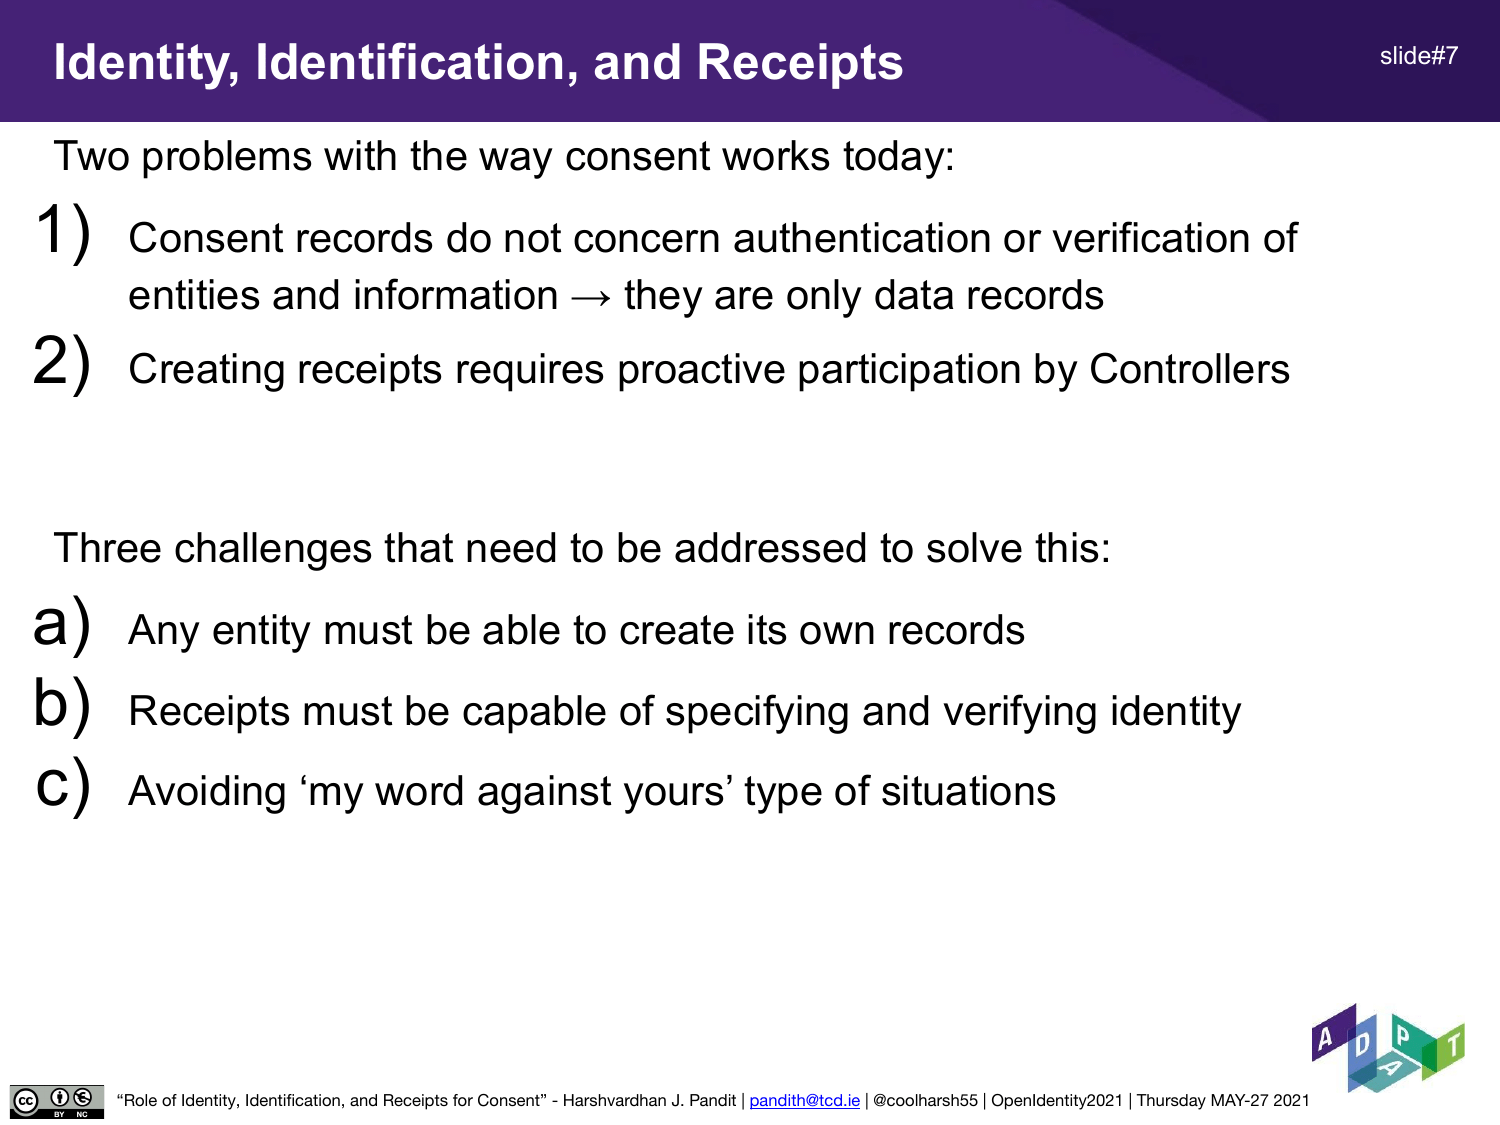 Identity, Identification, and Receipts
slide#7
Two problems with the way consent works today:
1) Consent records do not concern authentication or verification of
entities and information → they are only data records
2) Creating receipts requires proactive participation by Controllers
Three challenges that need to be addressed to solve this:
a) Any entity must be able to create its own records
b) Receipts must be capable of specifying and verifying identity
c) Avoiding ‘my word against yours’ type of situations
ADAPT
cc BY NC
“Role of Identity, Identification, and Receipts for Consent” - Harshvardhan J. Pandit | pandith@tcd.ie | @coolharsh55 | OpenIdentity2021 | Thursday MAY-27 2021